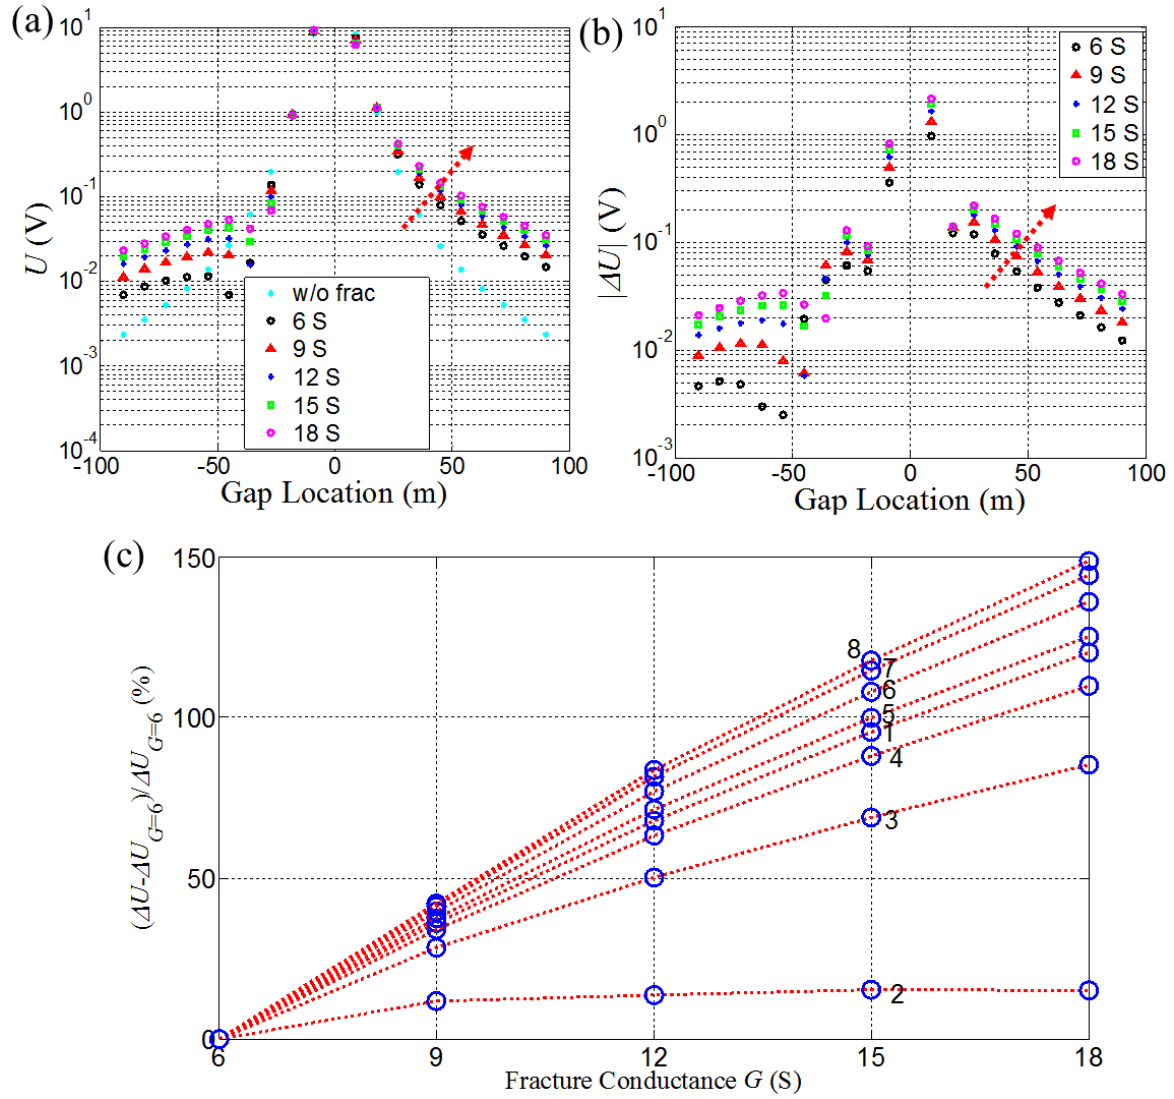 (a)
10^1
10^0
10^-1
10^-2
10^-3
10^-4
U (V)
w/o frac
6 S
9 S
12 S
15 S
18 S
-100 -50 0 50 100
Gap Location (m)
(b)
10^1
10^0
10^-1
10^-2
10^-3
|ΔU| (V)
6 S
9 S
12 S
15 S
18 S
-100 -50 0 50 100
Gap Location (m)
(c)
150
100
50
0
(ΔU-ΔU_G=6)/ΔU_G=6 (%)
8
7
6
5
1
4
3
2
6 9 12 15 18
Fracture Conductance G (S)